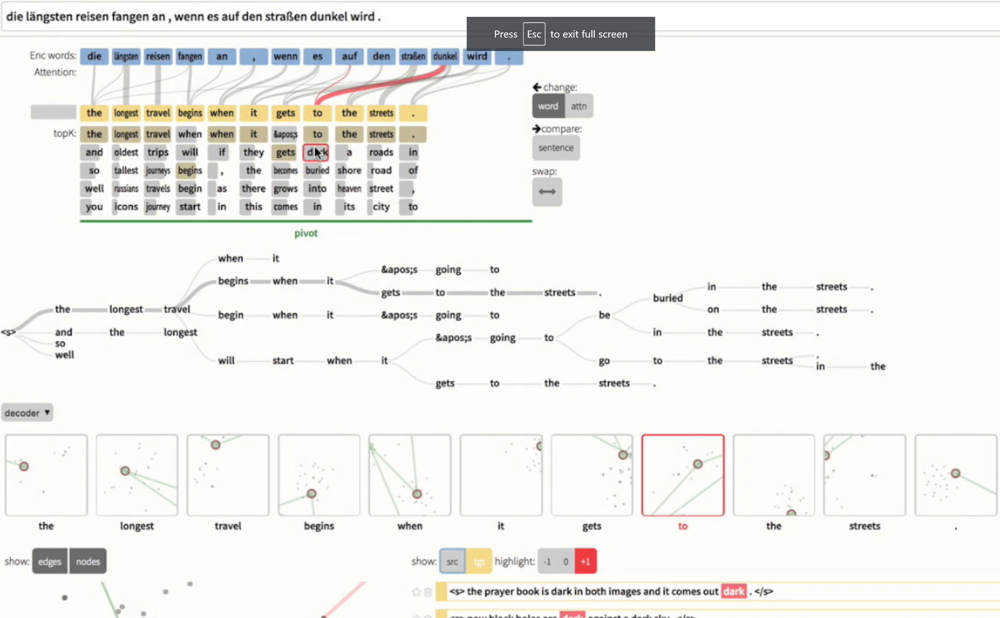 die längsten reisen fangen an , wenn es auf den straßen dunkel wird .
Press Esc to exit full screen
Enc words: die längsten reisen fangen an , wenn es auf den straßen dunkel wird .
Attention:
← change:
word attn
the longest travel begins when it gets to the streets .
→compare:
topK: the longest travel when when it &apos;s to the streets .
sentence
and oldest trips will if they gets a roads in
so tallest journeys begins , the becomes buried shore road of
swap:
well russians travels begin as there grows into heaven street ,
↔
you icons journey start in this comes in its city to
pivot
when it
&apos;s going to
begins when it
gets to the streets .
in the streets .
buried
the longest travel
on the streets .
begin when it &apos;s going to
be
<s> and the longest
in the streets .
&apos;s going to
so
well
will start when it
go to the streets .
in the
gets to the streets .
decoder ▼
the longest travel begins when it gets to the streets .
show: edges nodes
show: src tgt highlight: -1 0 +1
<s> the prayer book is dark in both images and it comes out dark . </s>
<s> now black holes are dark against a dark sky . </s>